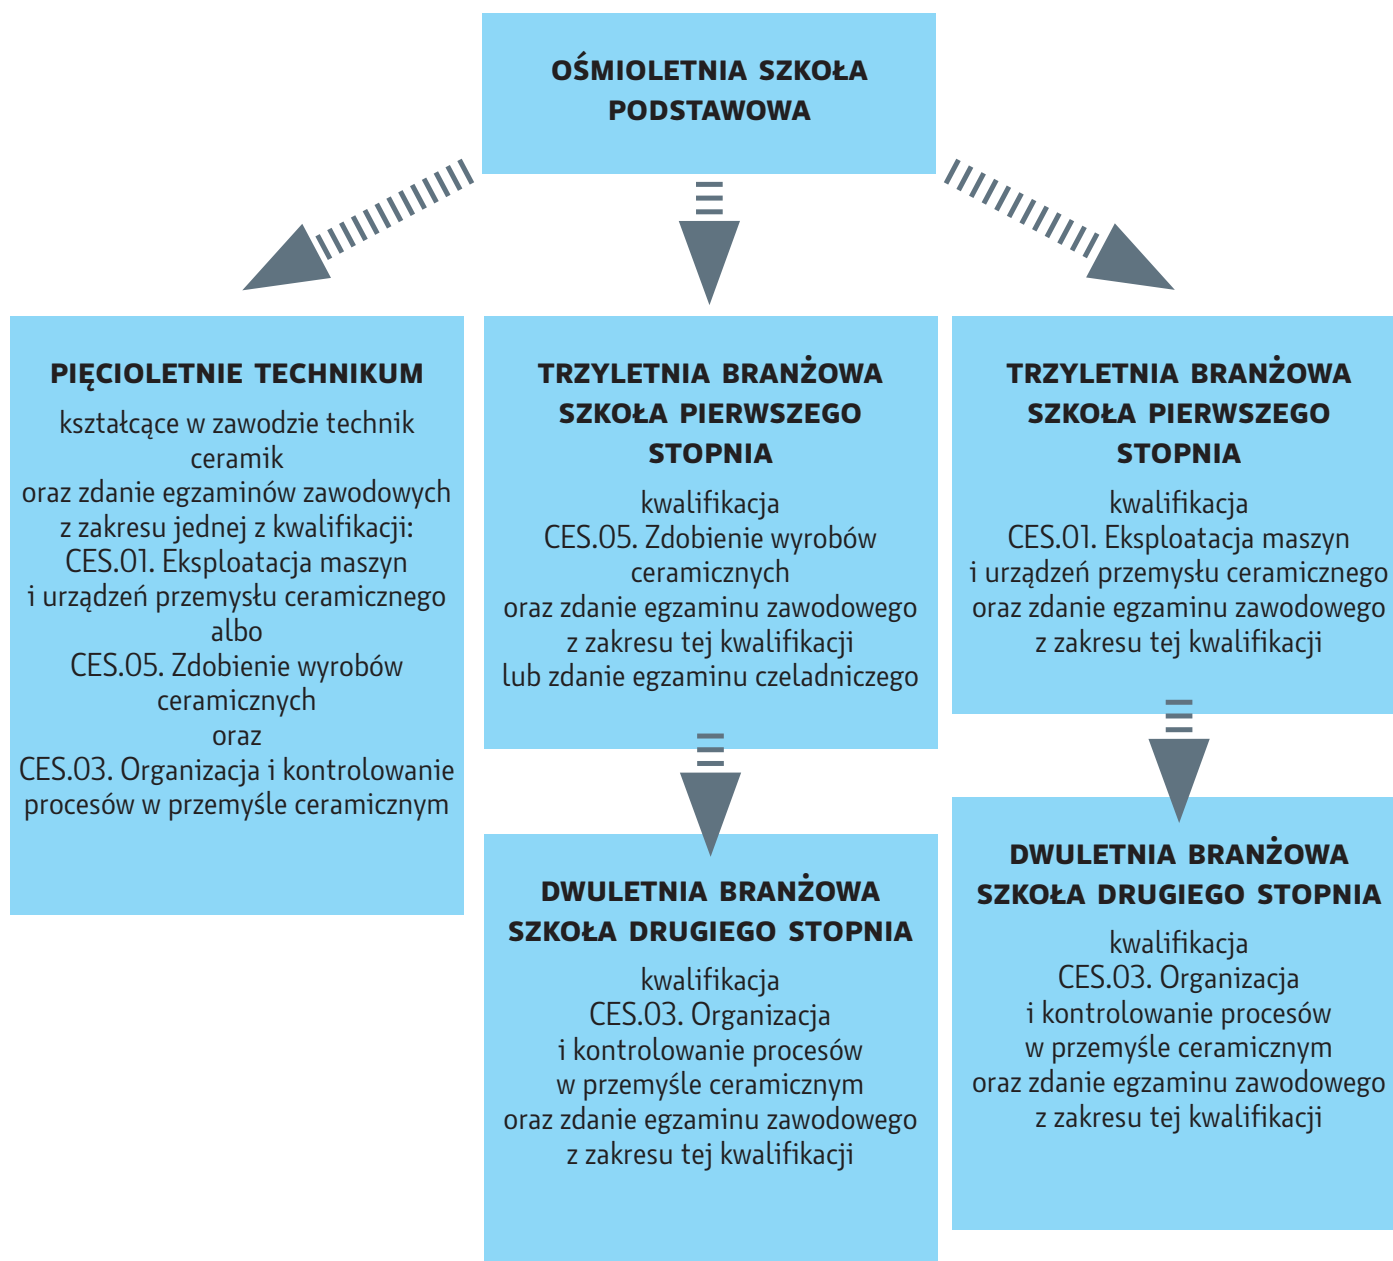 OŚMIOLETNIA SZKOŁA
PODSTAWOWA
PIĘCIOLETNIE TECHNIKUM
kształcące w zawodzie technik
ceramik
oraz zdanie egzaminów zawodowych
z zakresu jednej z kwalifikacji:
CES.01. Eksploatacja maszyn
i urządzeń przemysłu ceramicznego
albo
CES.05. Zdobienie wyrobów
ceramicznych
oraz
CES.03. Organizacja i kontrolowanie
procesów w przemyśle ceramicznym
TRZYLETNIA BRANŻOWA
SZKOŁA PIERWSZEGO
STOPNIA
kwalifikacja
CES.05. Zdobienie wyrobów
ceramicznych
oraz zdanie egzaminu zawodowego
z zakresu tej kwalifikacji
lub zdanie egzaminu czeladniczego
DWULETNIA BRANŻOWA
SZKOŁA DRUGIEGO STOPNIA
kwalifikacja
CES.03. Organizacja
i kontrolowanie procesów
w przemyśle ceramicznym
oraz zdanie egzaminu zawodowego
z zakresu tej kwalifikacji
TRZYLETNIA BRANŻOWA
SZKOŁA PIERWSZEGO
STOPNIA
kwalifikacja
CES.01. Eksploatacja maszyn
i urządzeń przemysłu ceramicznego
oraz zdanie egzaminu zawodowego
z zakresu tej kwalifikacji
DWULETNIA BRANŻOWA
SZKOŁA DRUGIEGO STOPNIA
kwalifikacja
CES.03. Organizacja
i kontrolowanie procesów
w przemyśle ceramicznym
oraz zdanie egzaminu zawodowego
z zakresu tej kwalifikacji